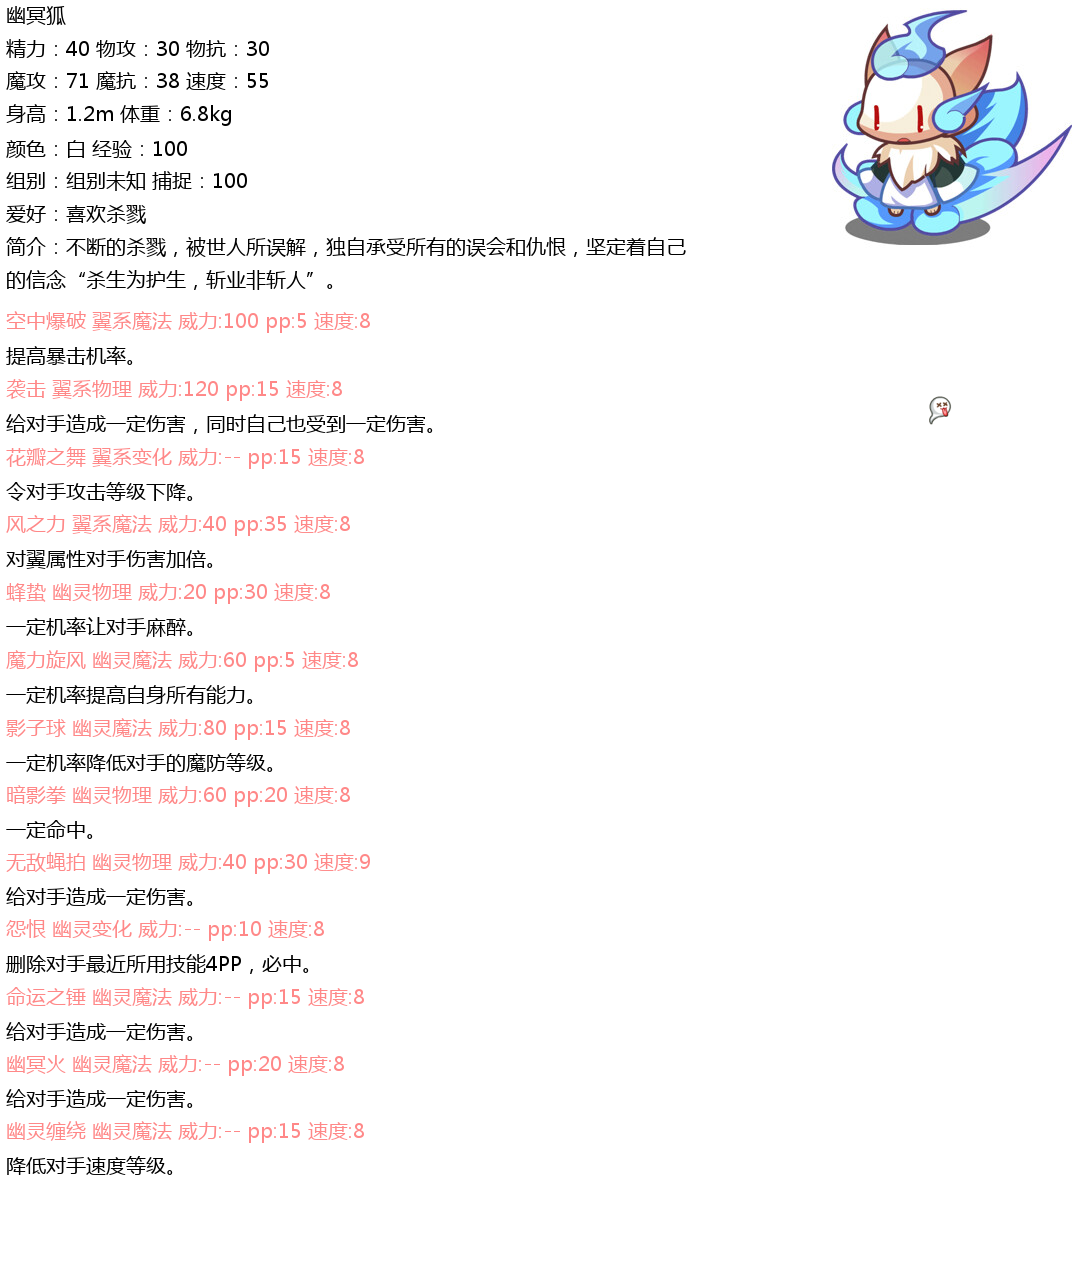 幽冥狐
精力：40 物攻：30 物抗：30
魔攻：71 魔抗：38 速度：55
身高：1.2m 体重：6.8kg
颜色：白 经验：100
组别：组别未知 捕捉：100
爱好：喜欢杀戮
简介：不断的杀戮，被世人所误解，独自承受所有的误会和仇恨，坚定着自己
的信念“杀生为护生，斩业非斩人”。
空中爆破 翼系魔法 威力:100 pp:5 速度:8
提高暴击机率。
袭击 翼系物理 威力:120 pp:15 速度:8
给对手造成一定伤害，同时自己也受到一定伤害。
花瓣之舞 翼系变化 威力:-- pp:15 速度:8
令对手攻击等级下降。
风之力 翼系魔法 威力:40 pp:35 速度:8
对翼属性对手伤害加倍。
蜂蛰 幽灵物理 威力:20 pp:30 速度:8
一定机率让对手麻醉。
魔力旋风 幽灵魔法 威力:60 pp:5 速度:8
一定机率提高自身所有能力。
影子球 幽灵魔法 威力:80 pp:15 速度:8
一定机率降低对手的魔防等级。
暗影拳 幽灵物理 威力:60 pp:20 速度:8
一定命中。
无敌蝇拍 幽灵物理 威力:40 pp:30 速度:9
给对手造成一定伤害。
怨恨 幽灵变化 威力:-- pp:10 速度:8
删除对手最近所用技能4PP，必中。
命运之锤 幽灵魔法 威力:-- pp:15 速度:8
给对手造成一定伤害。
幽冥火 幽灵魔法 威力:-- pp:20 速度:8
给对手造成一定伤害。
幽灵缠绕 幽灵魔法 威力:-- pp:15 速度:8
降低对手速度等级。